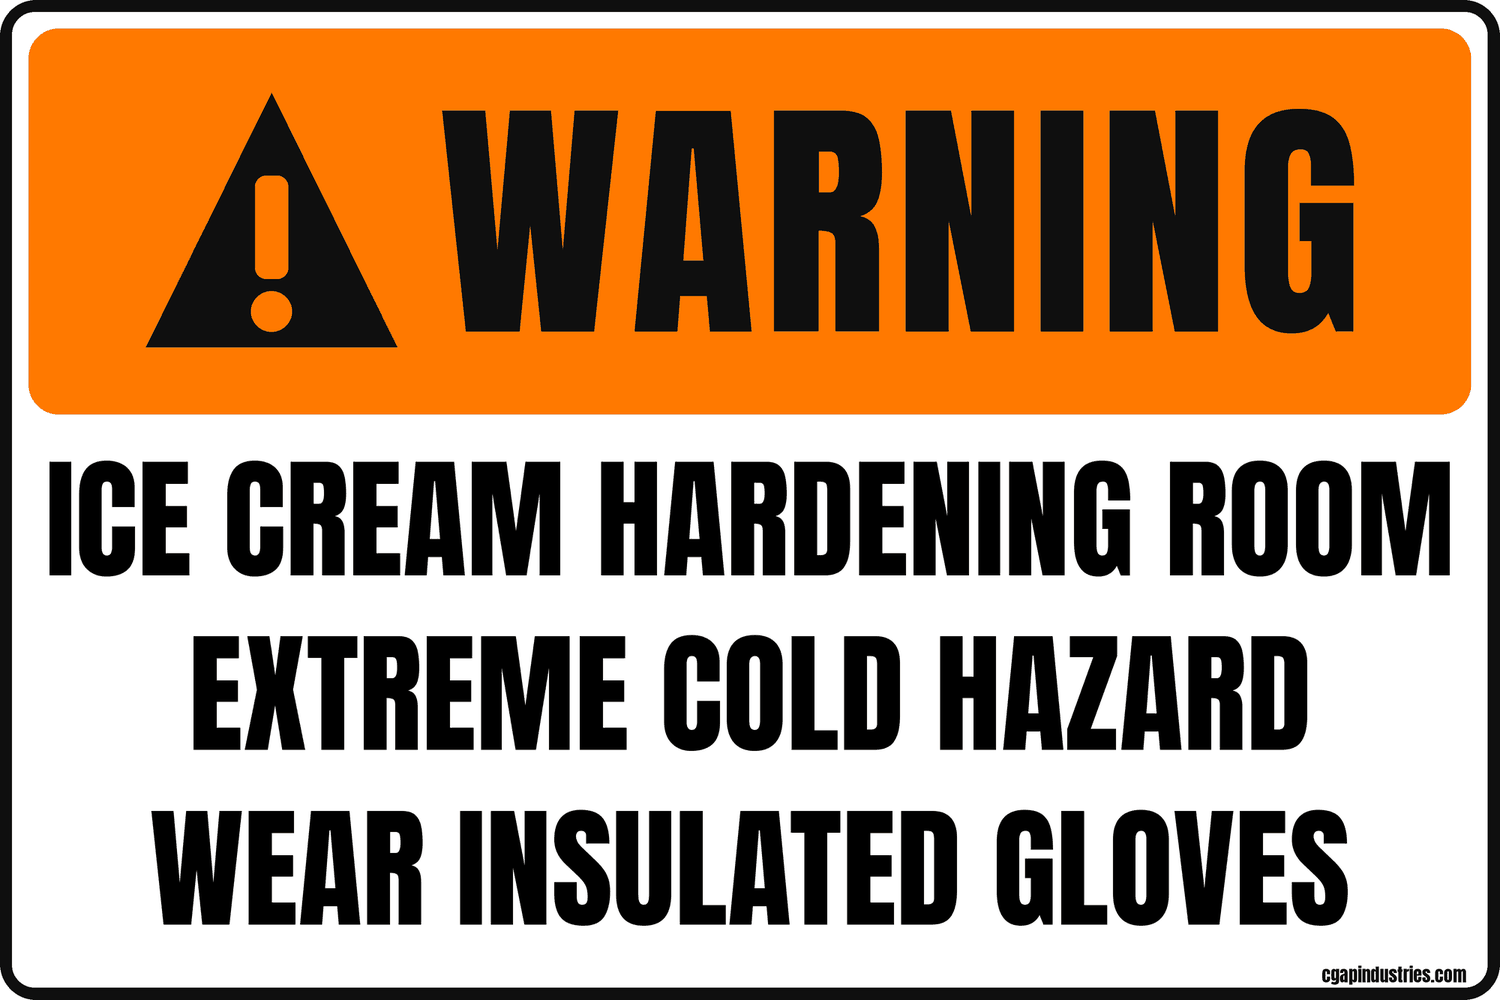 WARNING
ICE CREAM HARDENING ROOM
EXTREME COLD HAZARD
WEAR INSULATED GLOVES
cgapindustries.com